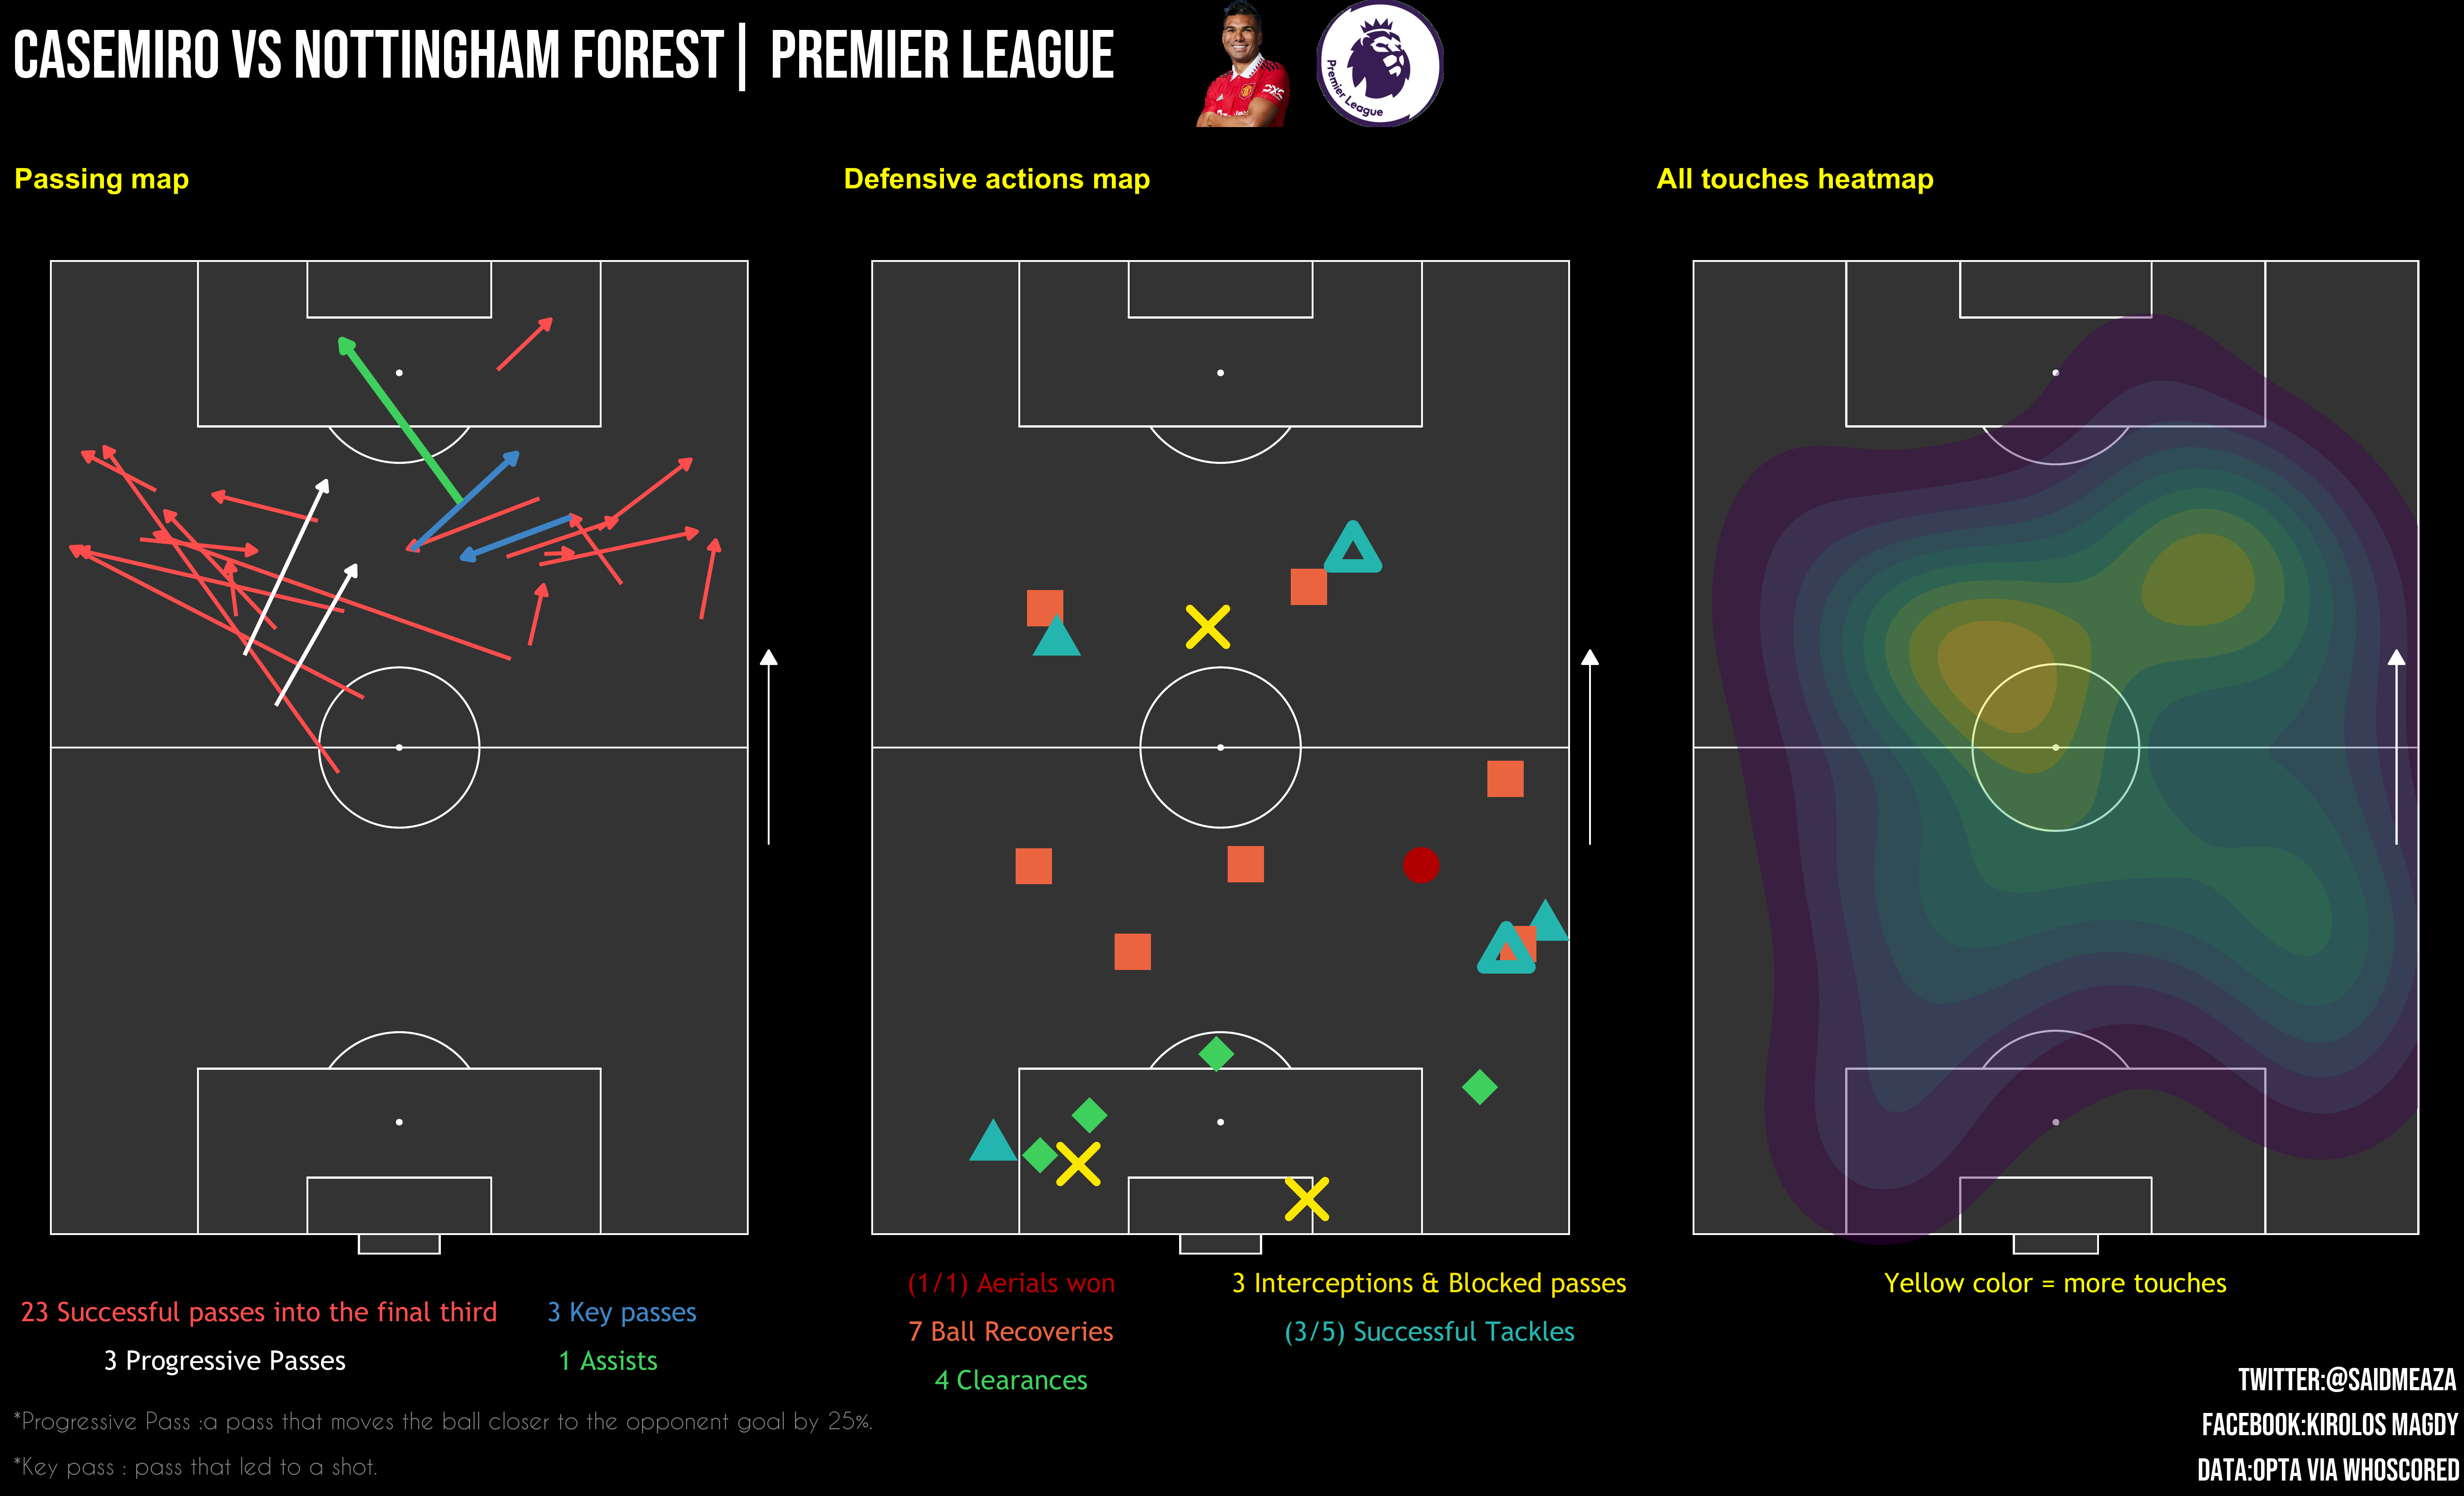 CASEMIRO VS NOTTINGHAM FOREST | PREMIER LEAGUE
Premier League
Passing map
Defensive actions map
All touches heatmap
23 Successful passes into the final third
3 Key passes
3 Progressive Passes
1 Assists
(1/1) Aerials won
3 Interceptions & Blocked passes
7 Ball Recoveries
(3/5) Successful Tackles
4 Clearances
Yellow color = more touches
*Progressive Pass :a pass that moves the ball closer to the opponent goal by 25%.
*Key pass : pass that led to a shot.
TWITTER:@SAIDMEAZA
FACEBOOK:KIROLOS MAGDY
DATA:OPTA VIA WHOSCORED